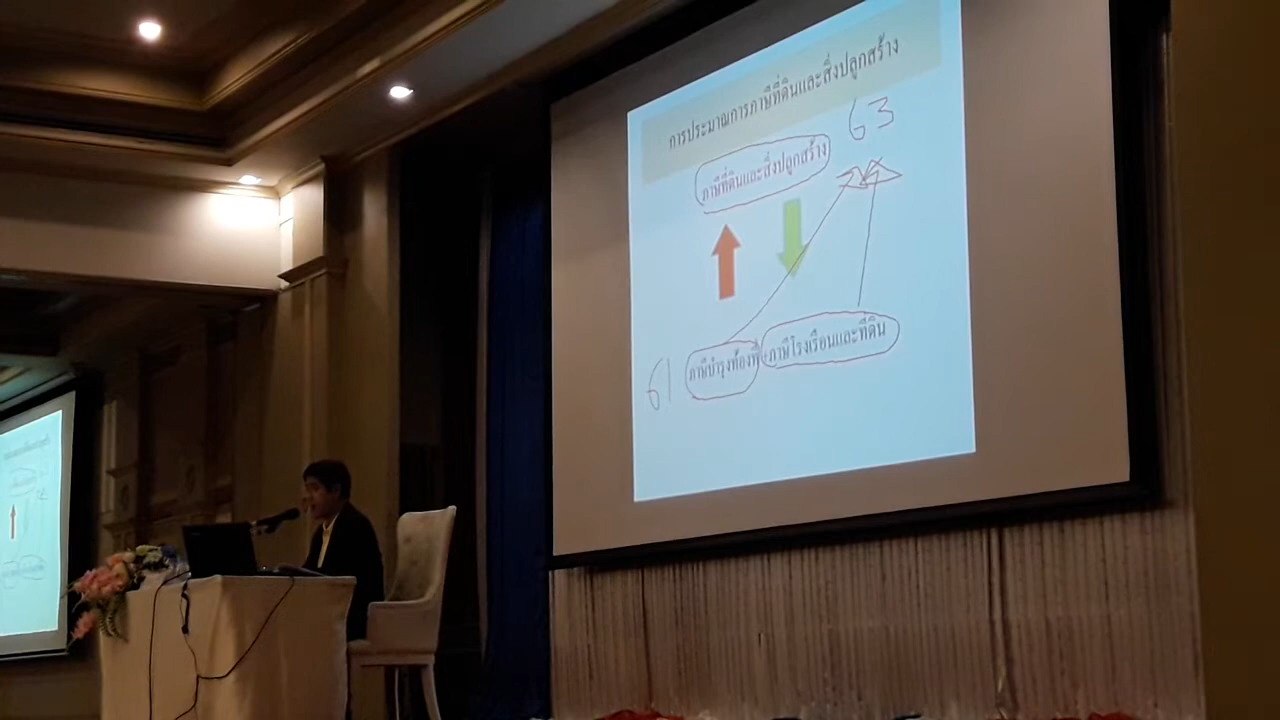 การประมาณการภาษีที่ดินและสิ่งปลูกสร้าง
63
ภาษีที่ดินและสิ่งปลูกสร้าง
61
ภาษีบำรุงท้องที่+ภาษีโรงเรือนและที่ดิน